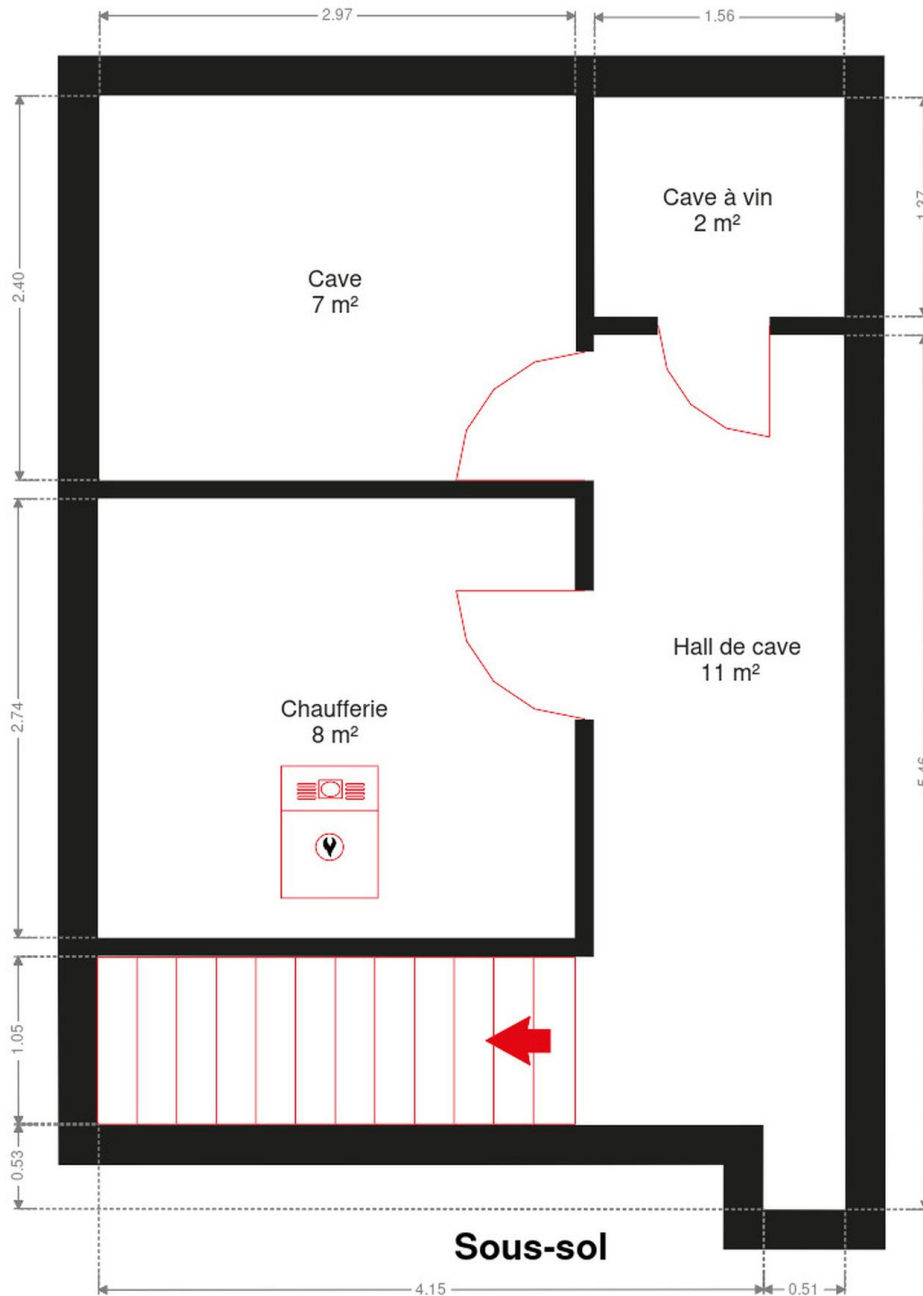 2.97
1.56
Cave à vin
2 m²
2.40
Cave
7 m²
Hall de cave
11 m²
2.74
Chaufferie
8 m²
1.05
0.53
Sous-sol
4.15
0.51